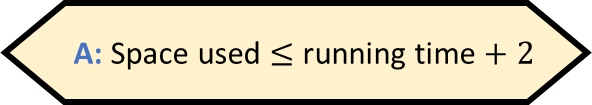 A: Space used ≤ running time + 2